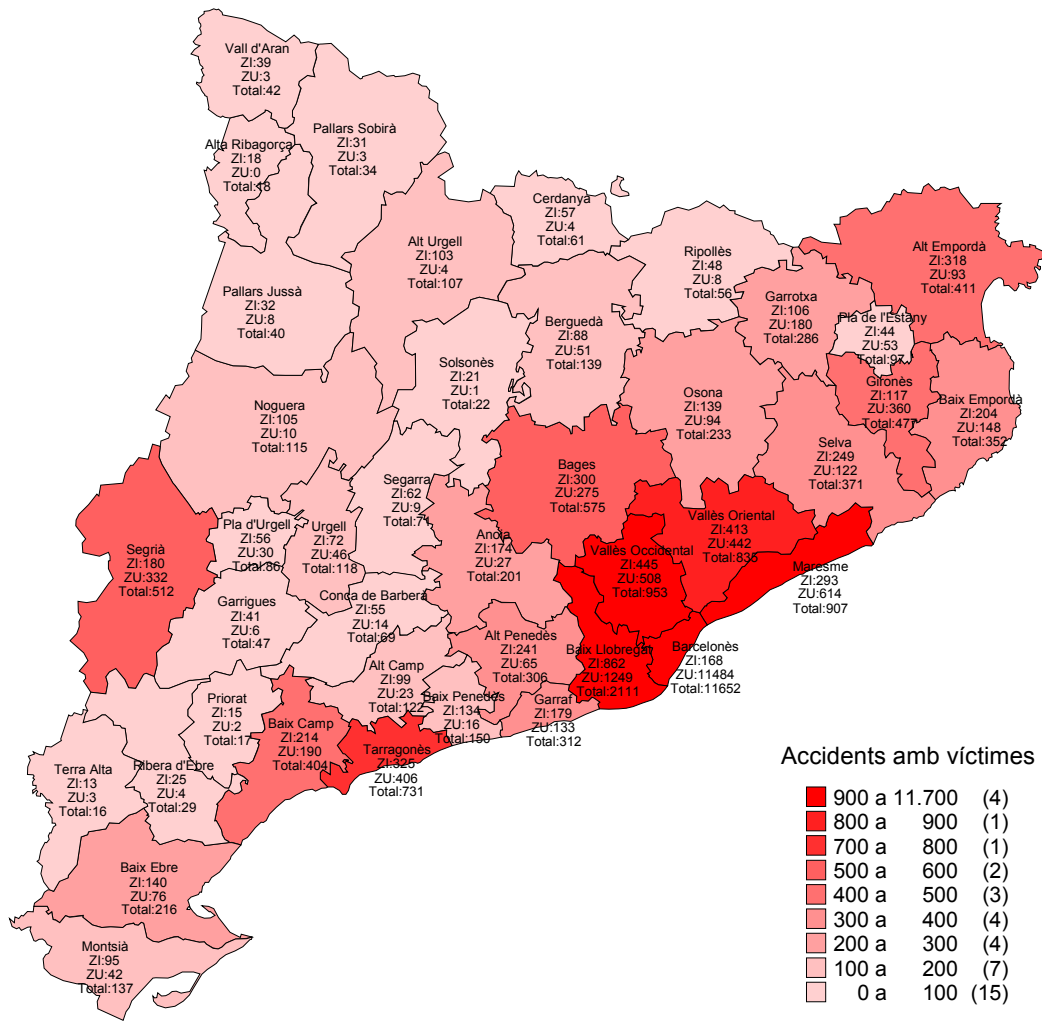 Vall d'Aran
ZI:39
ZU:3
Total:42
Pallars Sobirà
ZI:31
ZU:3
Total:34
Alta Ribagorça
ZI:18
ZU:0
Total:18
Cerdanya
ZI:57
ZU:4
Total:61
Alt Urgell
ZI:103
ZU:4
Total:107
Ripollès
ZI:48
ZU:8
Total:56
Alt Empordà
ZI:318
ZU:93
Total:411
Pallars Jussà
ZI:32
ZU:8
Total:40
Garrotxa
ZI:106
ZU:180
Total:286
Pla de l'Estany
ZI:44
ZU:53
Total:97
Berguedà
ZI:88
ZU:51
Total:139
Solsonès
ZI:21
ZU:1
Total:22
Gironès
ZI:117
ZU:360
Total:477
Baix Empordà
ZI:204
ZU:148
Total:352
Noguera
ZI:105
ZU:10
Total:115
Osona
ZI:139
ZU:94
Total:233
Selva
ZI:249
ZU:122
Total:371
Bages
ZI:300
ZU:275
Total:575
Segarra
ZI:62
ZU:9
Total:71
Vallès Oriental
ZI:413
ZU:442
Total:835
Pla d'Urgell
ZI:56
ZU:30
Total:86
Urgell
ZI:72
ZU:46
Total:118
Anoia
ZI:174
ZU:27
Total:201
Segrià
ZI:180
ZU:332
Total:512
Vallès Occidental
ZI:445
ZU:508
Total:953
Maresme
ZI:293
ZU:614
Total:907
Garrigues
ZI:41
ZU:6
Total:47
Conca de Barberà
ZI:55
ZU:14
Total:69
Alt Penedès
ZI:241
ZU:65
Total:306
Baix Llobregat
ZI:862
ZU:1249
Total:2111
Barcelonès
ZI:168
ZU:11484
Total:11652
Alt Camp
ZI:99
ZU:23
Total:122
Baix Penedès
ZI:134
ZU:16
Total:150
Garraf
ZI:179
ZU:133
Total:312
Priorat
ZI:15
ZU:2
Total:17
Baix Camp
ZI:214
ZU:190
Total:404
Tarragonès
ZI:325
ZU:406
Total:731
Terra Alta
ZI:13
ZU:3
Total:16
Ribera d'Ebre
ZI:25
ZU:4
Total:29
Baix Ebre
ZI:140
ZU:76
Total:216
Montsià
ZI:95
ZU:42
Total:137
Accidents amb víctimes
900 a 11.700 (4)
800 a 900 (1)
700 a 800 (1)
500 a 600 (2)
400 a 500 (3)
300 a 400 (4)
200 a 300 (4)
100 a 200 (7)
0 a 100 (15)